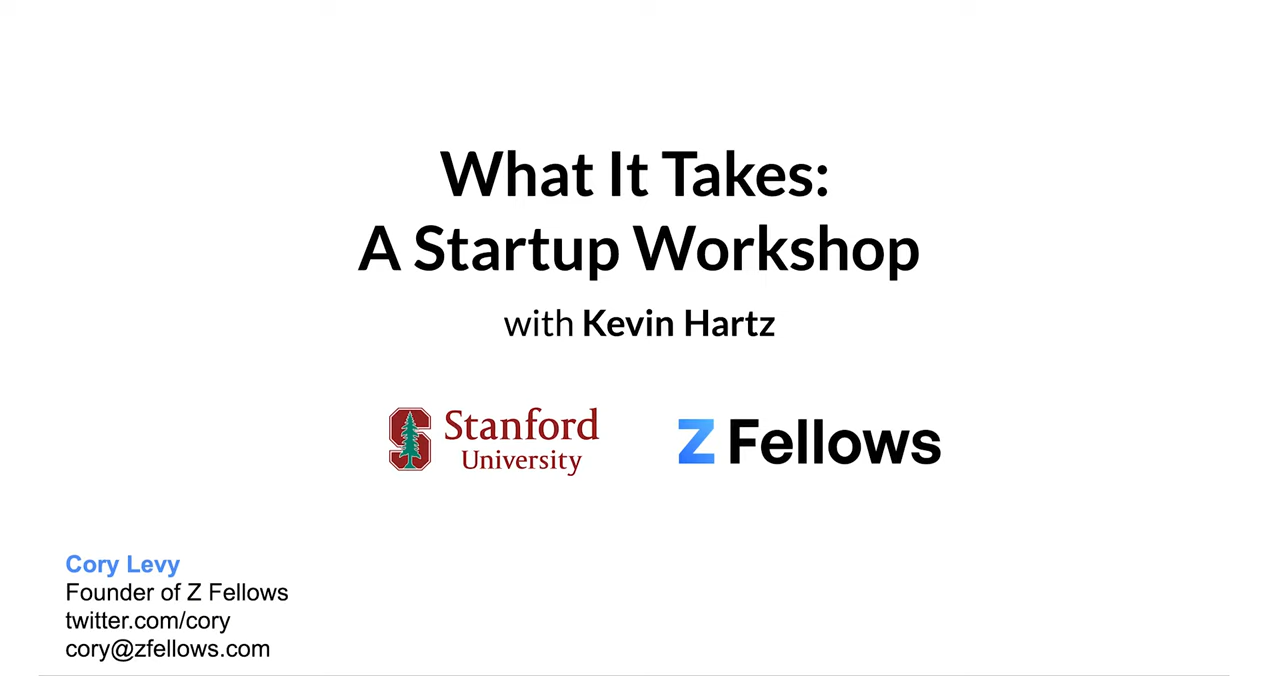 What It Takes:
A Startup Workshop
with Kevin Hartz
Stanford
University
Z Fellows
Cory Levy
Founder of Z Fellows
twitter.com/cory
cory@zfellows.com